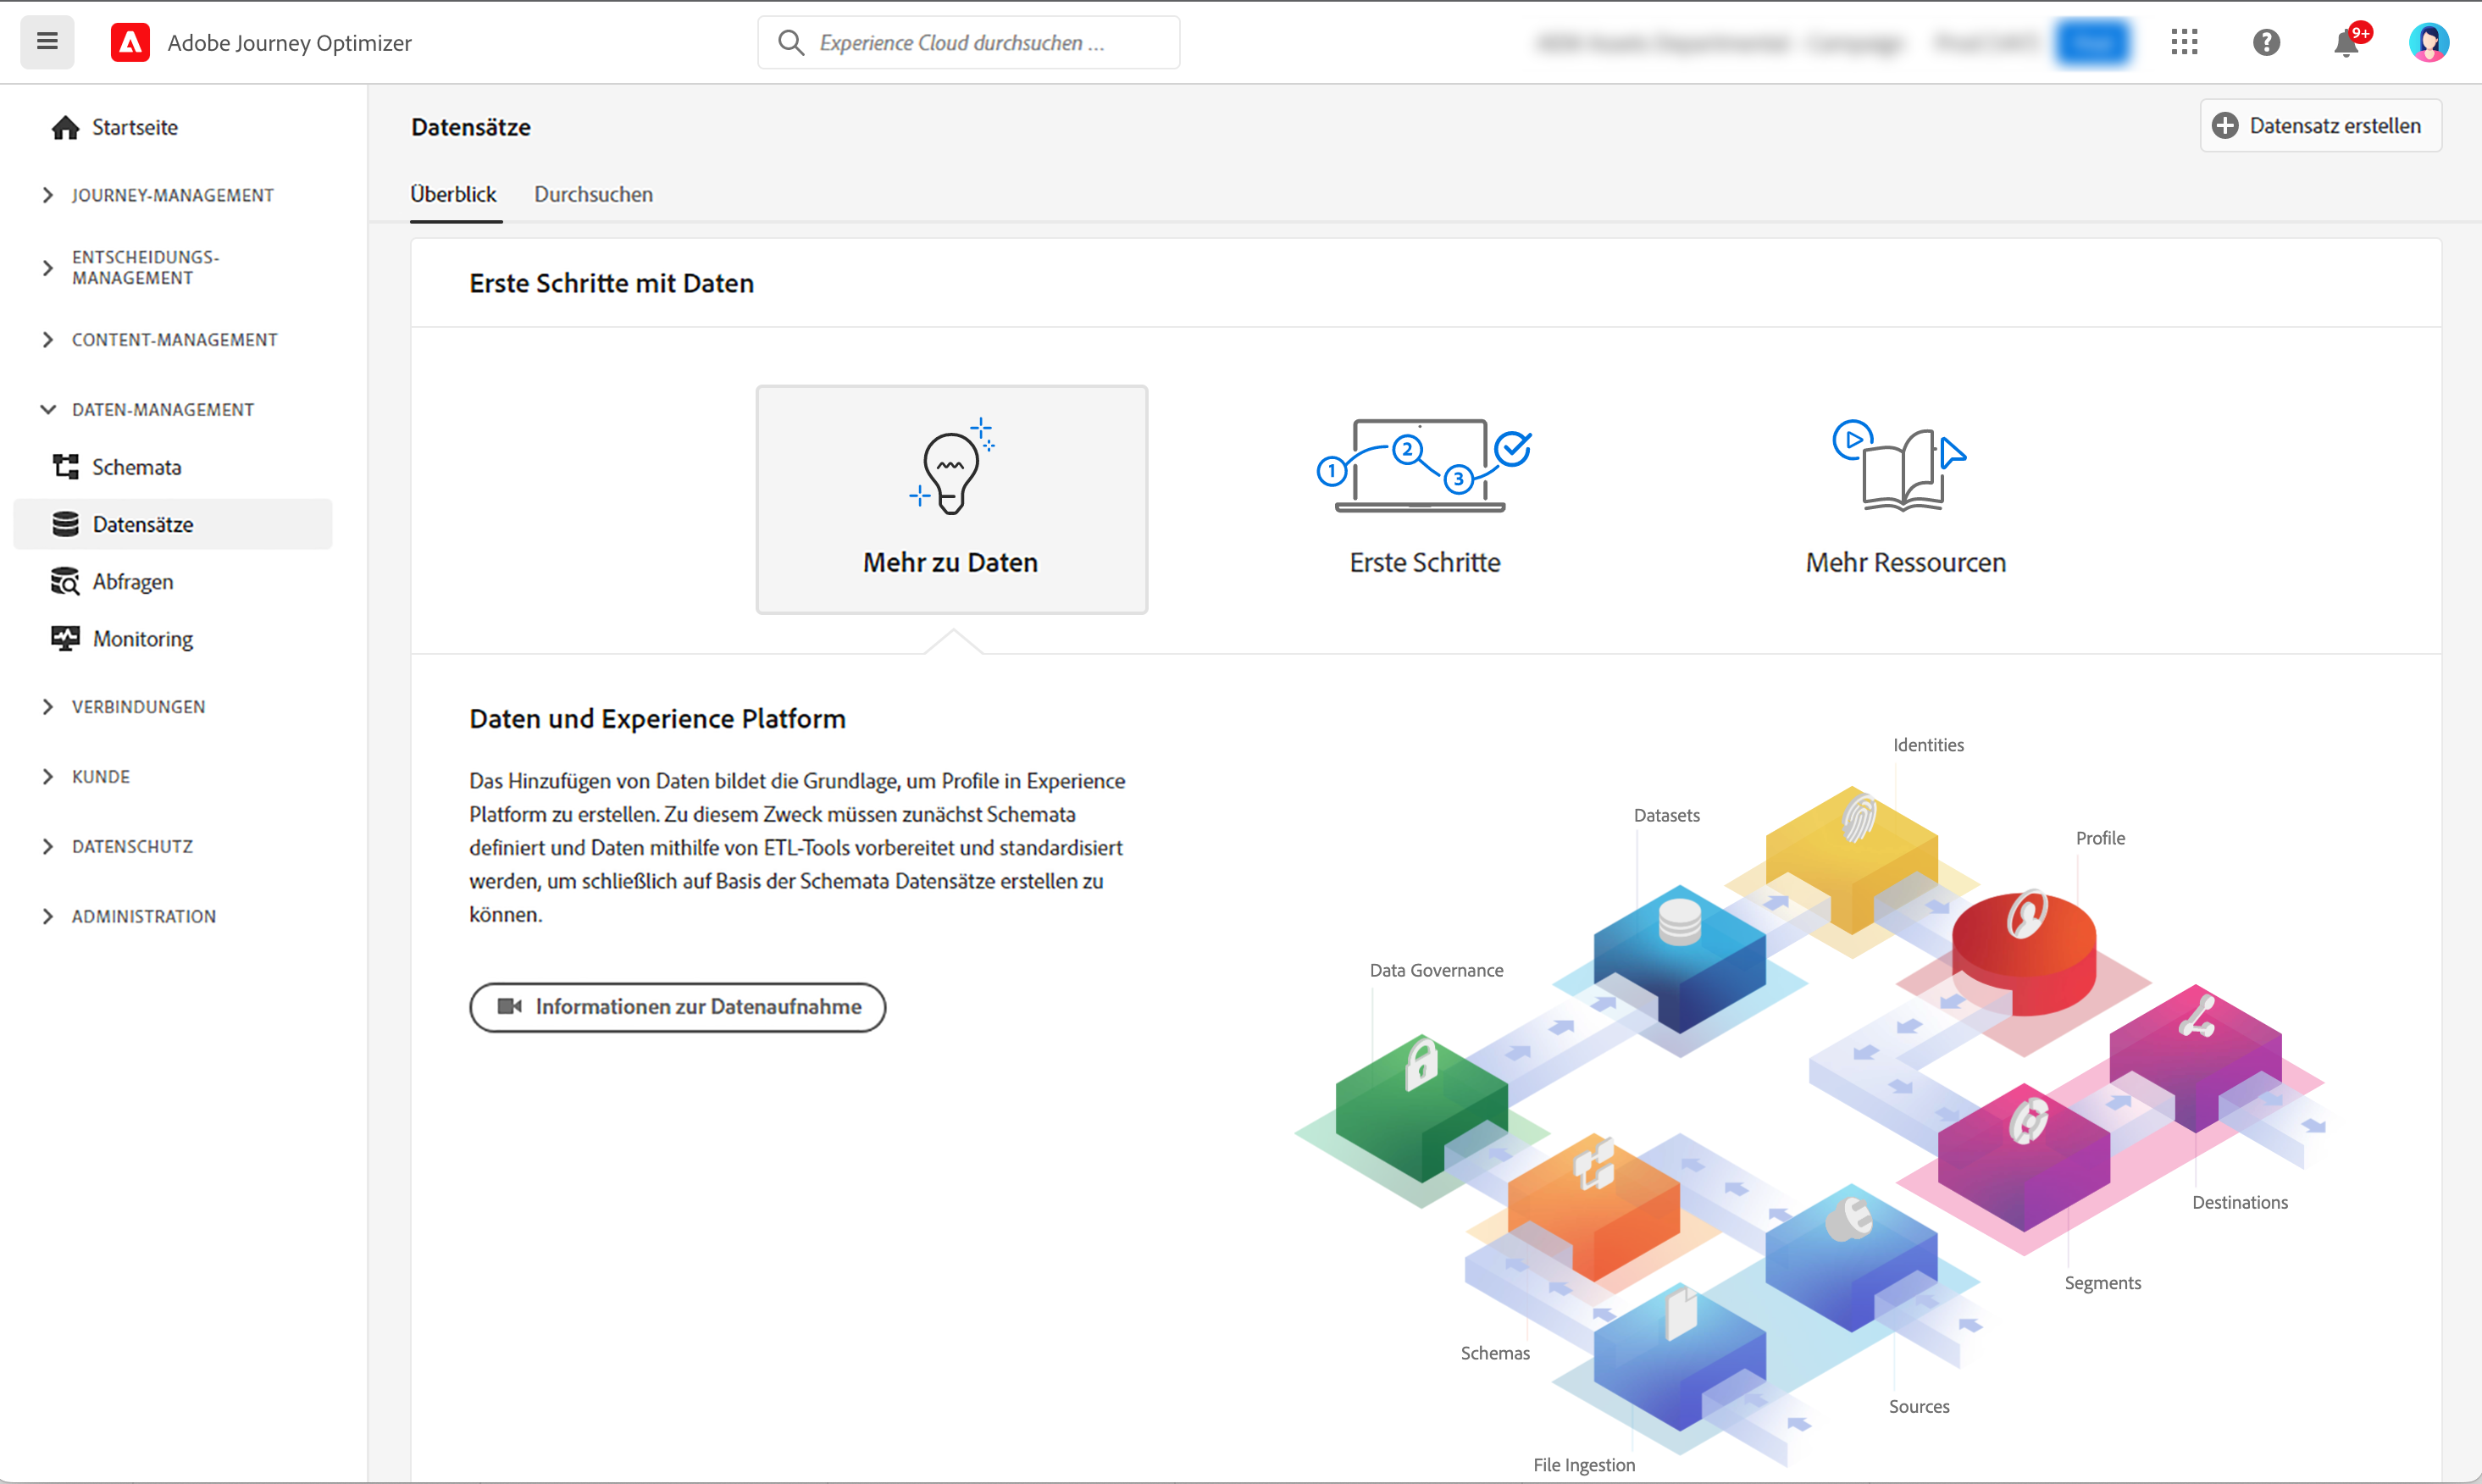 Adobe Journey Optimizer
Experience Cloud durchsuchen ...
9+
Startseite
JOURNEY-MANAGEMENT
ENTSCHEIDUNGS-
MANAGEMENT
CONTENT-MANAGEMENT
DATEN-MANAGEMENT
Schemata
Datensätze
Abfragen
Monitoring
VERBINDUNGEN
KUNDE
DATENSCHUTZ
ADMINISTRATION
Datensätze
Datensatz erstellen
Überblick
Durchsuchen
Erste Schritte mit Daten
1
2
3
Mehr zu Daten
Erste Schritte
Mehr Ressourcen
Daten und Experience Platform
Das Hinzufügen von Daten bildet die Grundlage, um Profile in Experience
Platform zu erstellen. Zu diesem Zweck müssen zunächst Schemata
definiert und Daten mithilfe von ETL-Tools vorbereitet und standardisiert
werden, um schließlich auf Basis der Schemata Datensätze erstellen zu
können.
Informationen zur Datenaufnahme
Identities
Datasets
Profile
Data Governance
Destinations
Segments
Schemas
Sources
File Ingestion